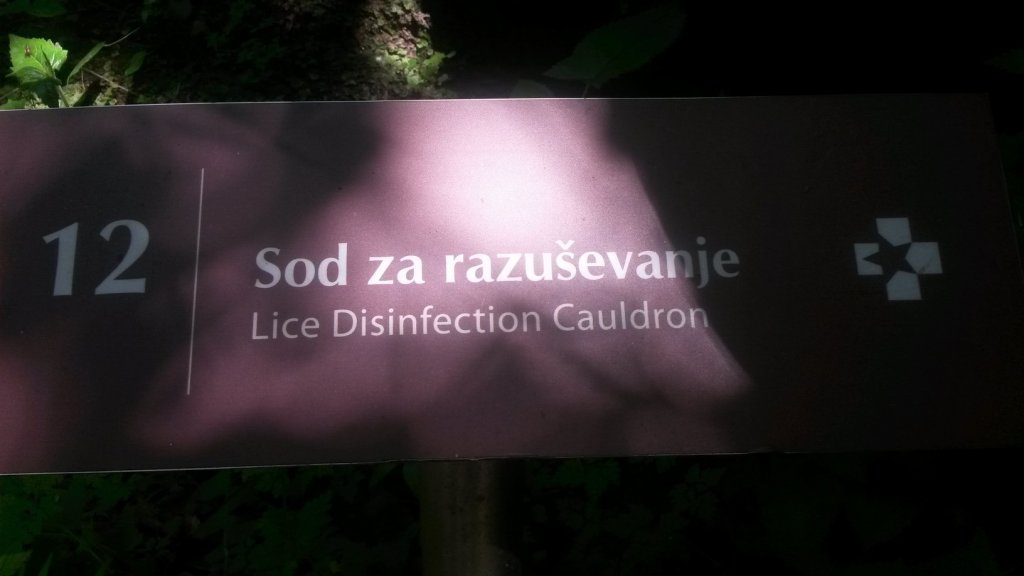 12
Sod za razuševanje
Lice Disinfection Cauldron